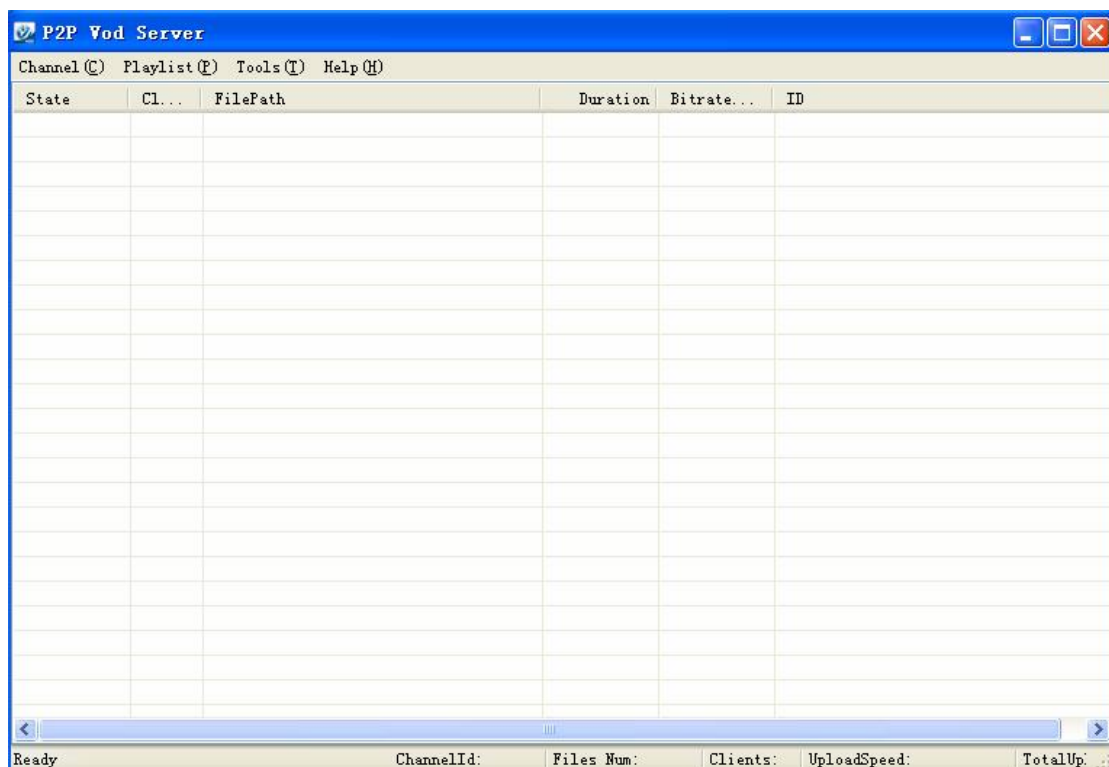 P2P Vod Server
Channel(C) Playlist(P) Tools(T) Help(H)
State Cl... FilePath Duration Bitrate... ID
Ready ChannelId: Files Num: Clients: UploadSpeed: TotalUp: